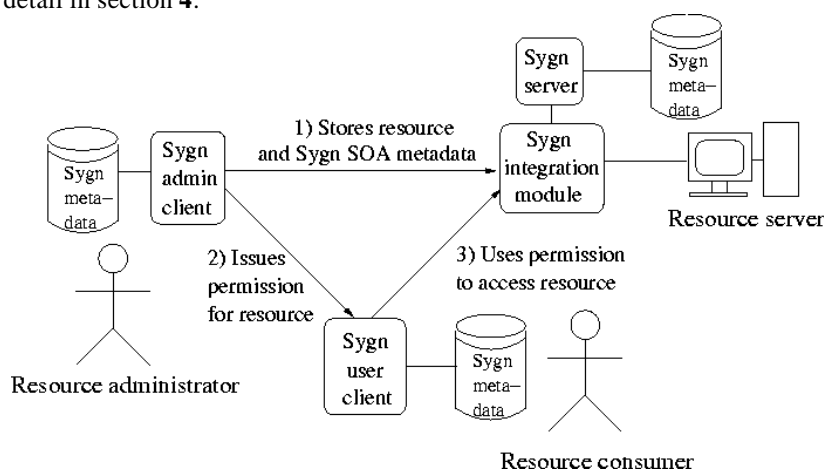 detail in section 4.
Sygn
server
Sygn
meta-
data
1) Stores resource
and Sygn SOA metadata
Sygn
admin
client
Sygn
meta-
data
Sygn
integration
module
Resource server
2) Issues
permission
for resource
3) Uses permission
to access resource
Sygn
user
client
Sygn
meta-
data
Resource administrator
Resource consumer